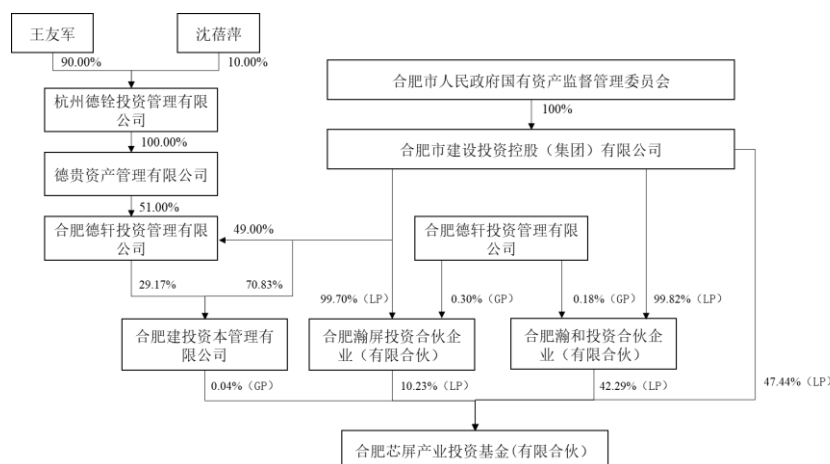 王友军
沈蓓萍
90.00%
10.00%
合肥市人民政府国有资产监督管理委员会
杭州德铨投资管理有限
公司
100%
100.00%
合肥市建设投资控股（集团）有限公司
德贵资产管理有限公司
51.00%
合肥德轩投资管理有限
公司
49.00%
合肥德轩投资管理有限
公司
29.17%
70.83%
99.70%（LP）
0.30%（GP）
0.18%（GP）
99.82%（LP）
合肥建投资本管理有
限公司
合肥瀚屏投资合伙企
业（有限合伙）
合肥瀚和投资合伙企
业（有限合伙）
0.04%（GP）
10.23%（LP）
42.29%（LP）
47.44%（LP）
合肥芯屏产业投资基金(有限合伙）